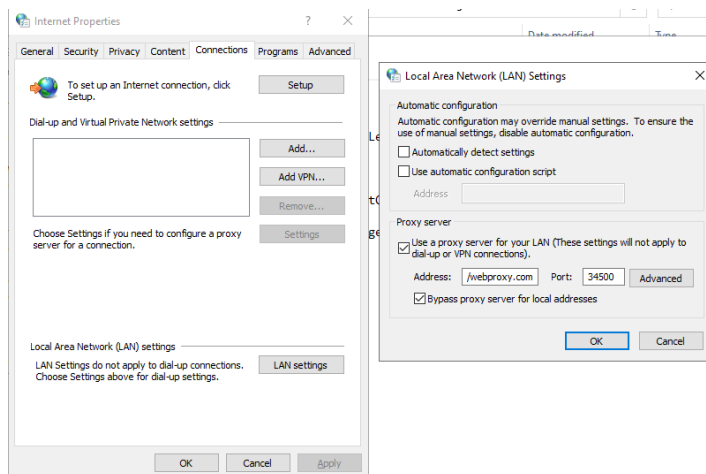 Internet Properties
?
General Security Privacy Content Connections Programs Advanced
To set up an Internet connection, click
Setup.
Setup
Dial-up and Virtual Private Network settings
Add...
Add VPN...
Remove...
Choose Settings if you need to configure a proxy
server for a connection.
Settings
Local Area Network (LAN) settings
LAN Settings do not apply to dial-up connections.
Choose Settings above for dial-up settings.
LAN settings
OK Cancel Apply
Date modified Type
Local Area Network (LAN) Settings
Automatic configuration
Automatic configuration may override manual settings. To ensure the
use of manual settings, disable automatic configuration.
Automatically detect settings
Use automatic configuration script
Address
Proxy server
Use a proxy server for your LAN (These settings will not apply to
dial-up or VPN connections).
Address: /webproxy.com Port: 34500 Advanced
Bypass proxy server for local addresses
OK Cancel